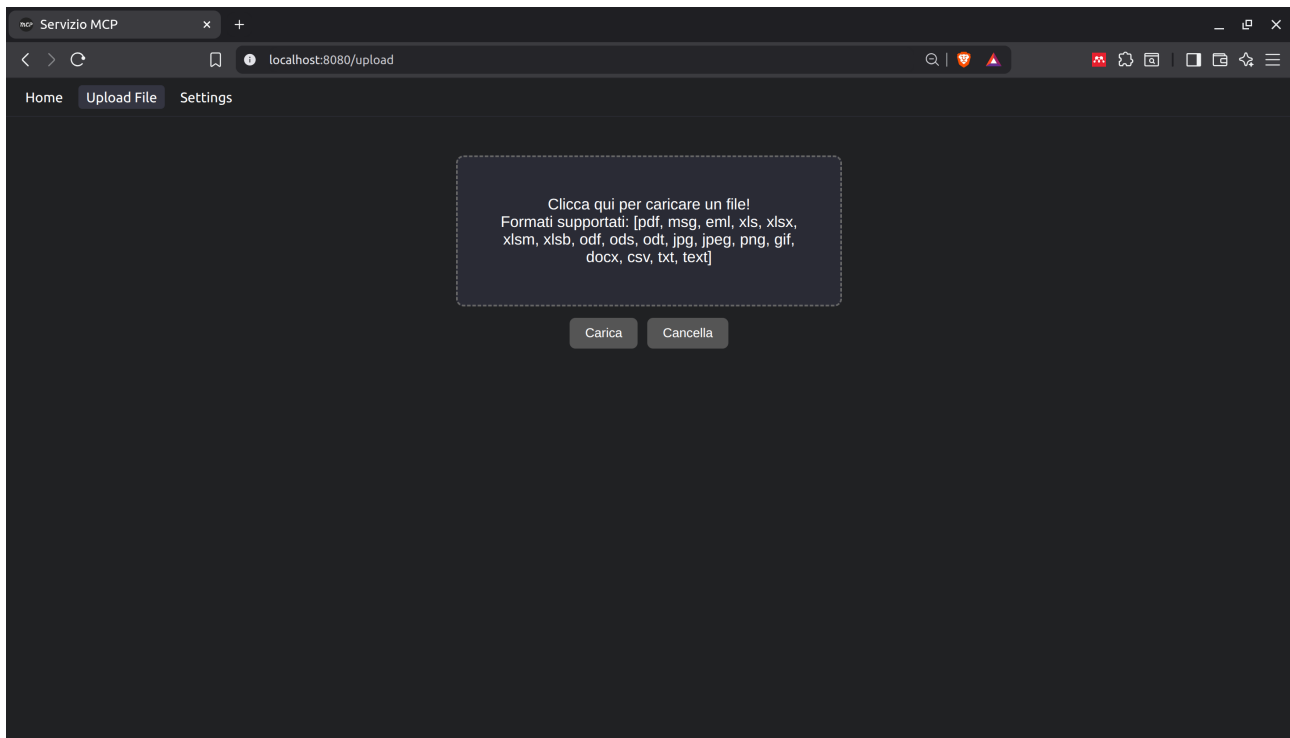 mcp Servizio MCP
localhost:8080/upload
Home Upload File Settings
Clicca qui per caricare un file!
Formati supportati: [pdf, msg, eml, xls, xlsx,
xlsm, xlsb, odf, ods, odt, jpg, jpeg, png, gif,
docx, csv, txt, text]
Carica Cancella